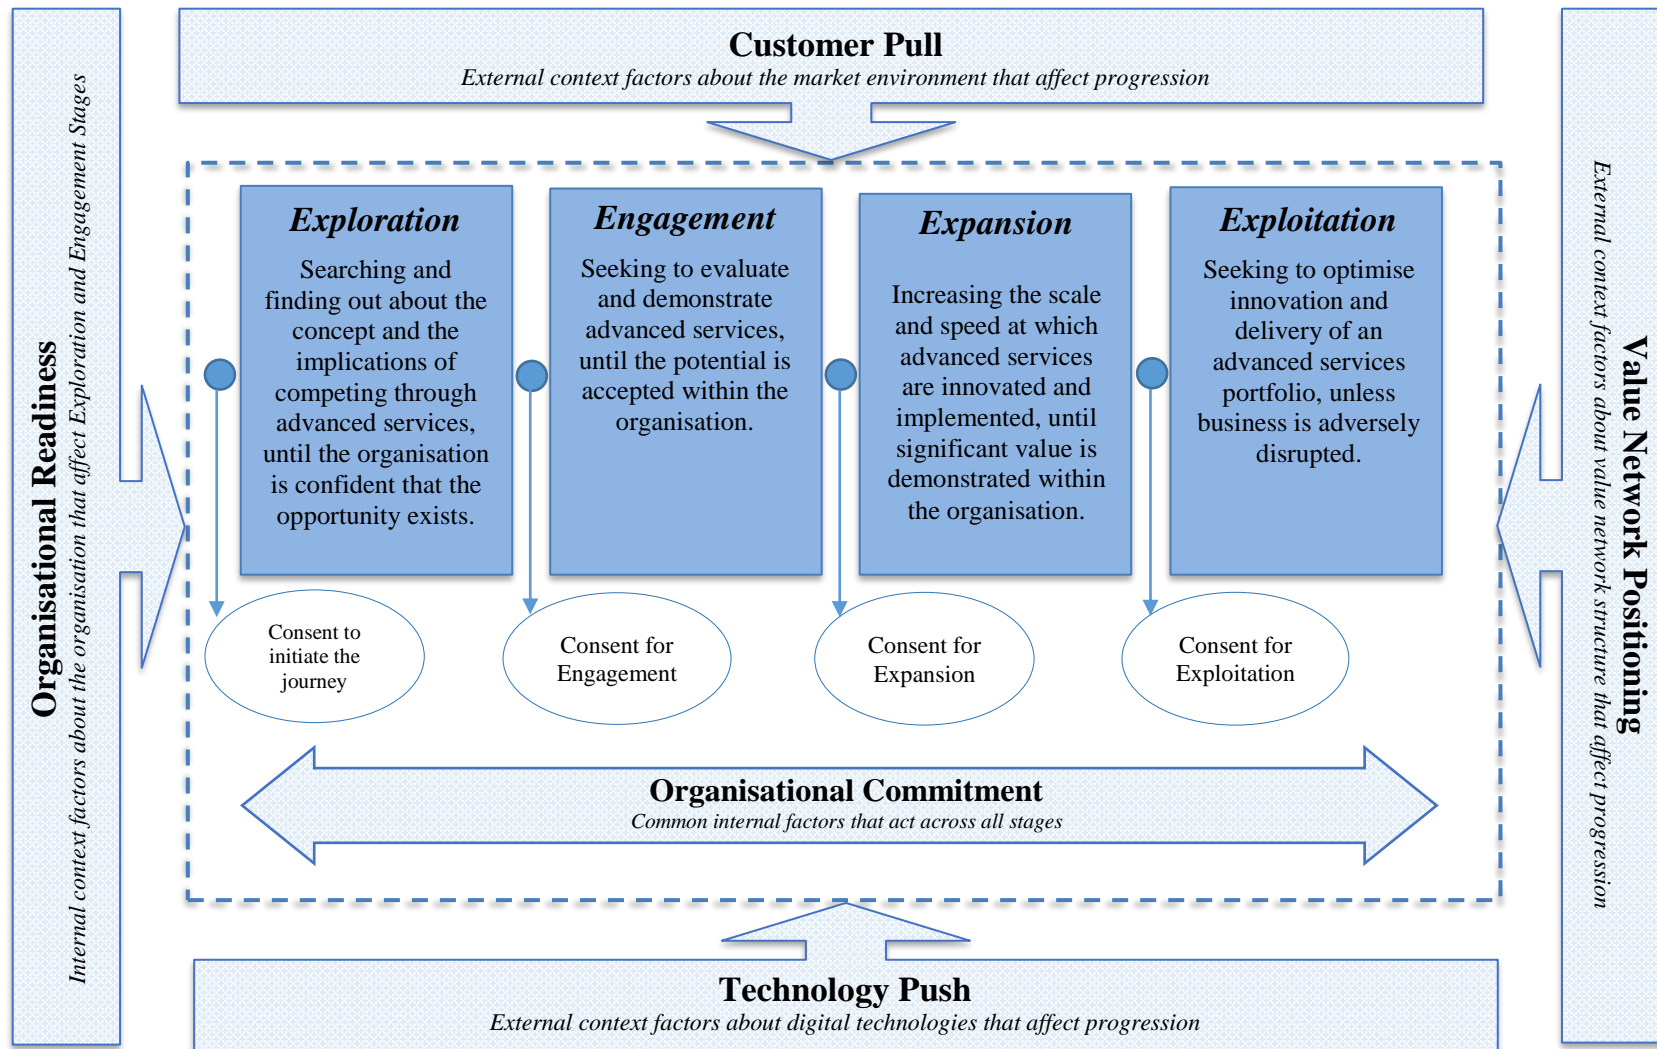 Customer Pull
External context factors about the market environment that affect progression
Organisational Readiness
Internal context factors about the organisation that affect Exploration and Engagement Stages
Exploration
Searching and
finding out about the
concept and the
implications of
competing through
advanced services,
until the organisation
is confident that the
opportunity exists.
Engagement
Seeking to evaluate
and demonstrate
advanced services,
until the potential is
accepted within the
organisation.
Expansion
Increasing the scale
and speed at which
advanced services
are innovated and
implemented, until
significant value is
demonstrated within
the organisation.
Exploitation
Seeking to optimise
innovation and
delivery of an
advanced services
portfolio, unless
business is adversely
disrupted.
Consent to
initiate the
journey
Consent for
Engagement
Consent for
Expansion
Consent for
Exploitation
Organisational Commitment
Common internal factors that act across all stages
Value Network Positioning
External context factors about value network structure that affect progression
Technology Push
External context factors about digital technologies that affect progression